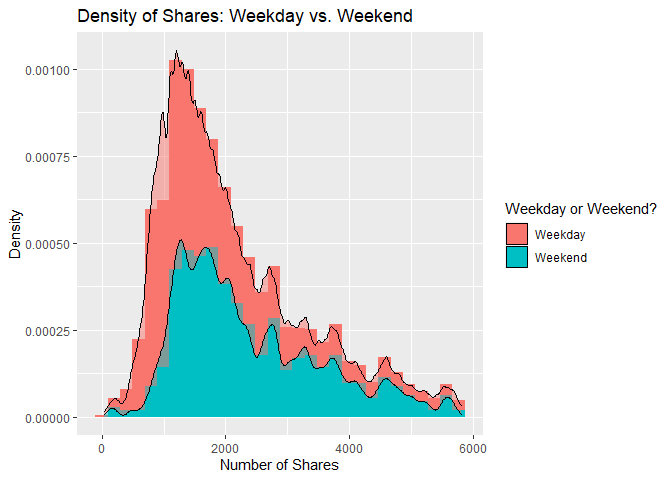 Density of Shares: Weekday vs. Weekend
0.00100
0.00075
0.00050
0.00025
0.00000
Density
0
2000
4000
6000
Number of Shares
Weekday or Weekend?
Weekday
Weekend